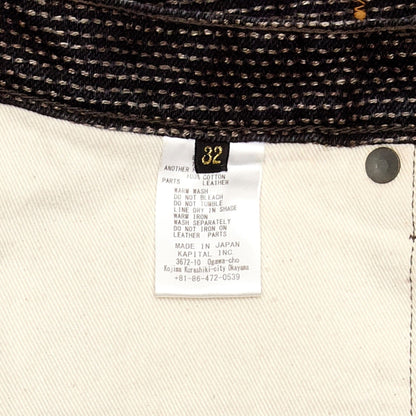 32
ANOTHER
100% COTTON
PARTS LEATHER
WARM WASH
DO NOT BLEACH
DO NOT TUMBLE
LINE DRY IN SHADE
WARM IRON
WASH SEPARATELY
DO NOT IRON ON
LEATHER PARTS
MADE IN JAPAN
KAPITAL INC.
3672-10 Ogawa-cho
Kojima Kurashiki-city Okayama
+81-86-472-0539